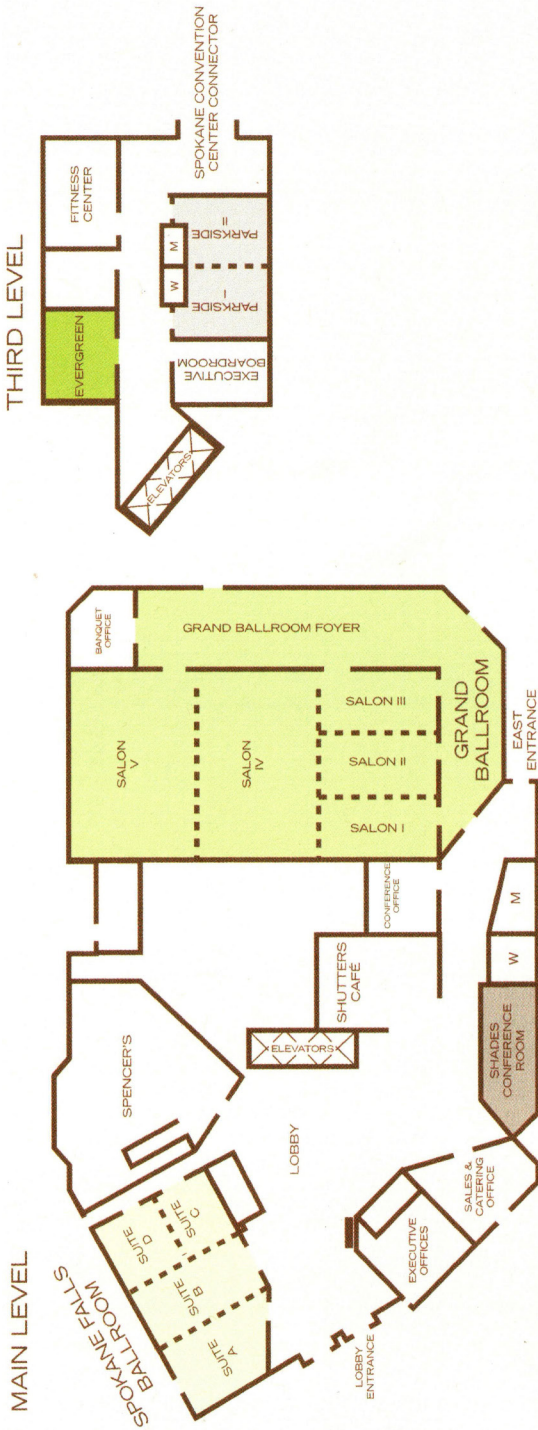 MAIN LEVEL
SPOKANE FALLS
BALLROOM
SUITE
A
SUITE
B
SUITE
D
SUITE
C
SPENCER'S
LOBBY
LOBBY
ENTRANCE
EXECUTIVE
OFFICES
SALES &
CATERING
OFFICE
SHADES
CONFERENCE
ROOM
W
M
ELEVATORS
SHUTTERS
CAFÉ
CONFERENCE
OFFICE
EAST
ENTRANCE
GRAND
BALLROOM
SALON I
SALON II
SALON III
SALON
IV
SALON
V
GRAND BALLROOM FOYER
BANQUET
OFFICE
THIRD LEVEL
ELEVATORS
EVERGREEN
FITNESS
CENTER
EXECUTIVE
BOARDROOM
W
M
PARKSIDE
I
PARKSIDE
II
SPOKANE CONVENTION
CENTER CONNECTOR